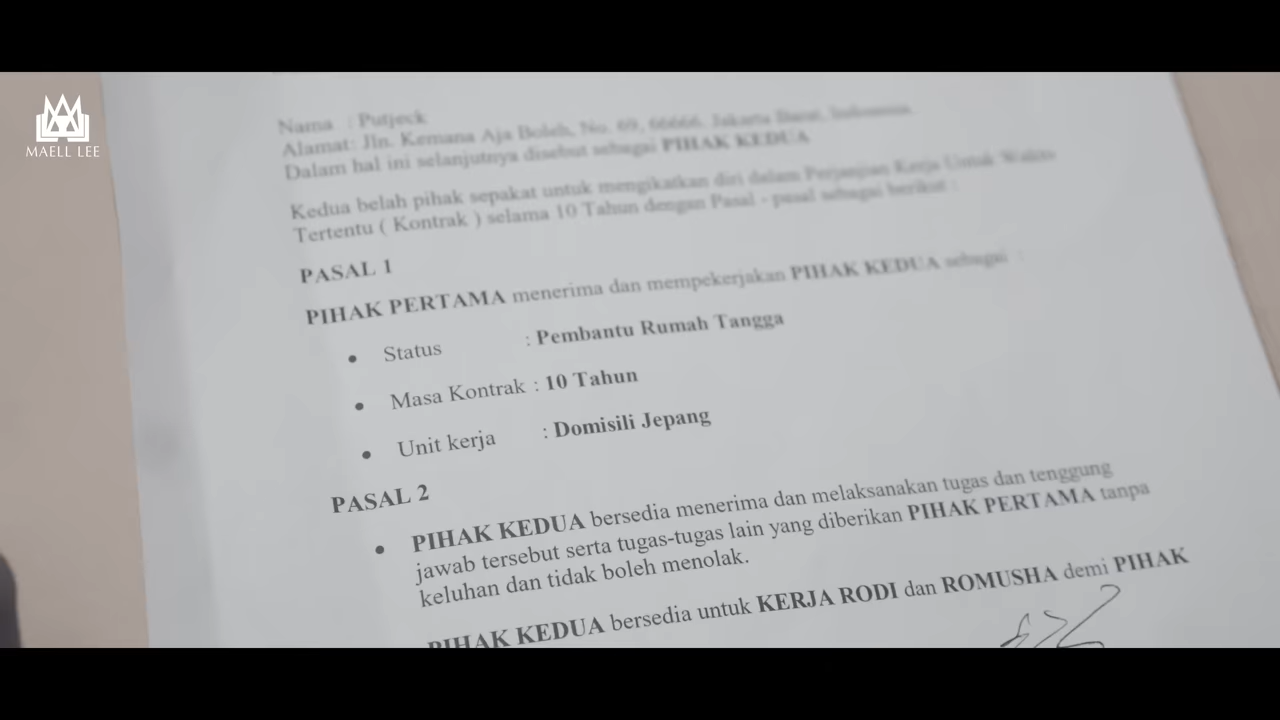 MAELL LEE
Nama : Putjeck
Alamat: Jln. Kemana Aja Boleh, No. 69, 66666. Jakarta Barat, Indonesia.
Dalam hal ini selanjutnya disebut sebagai PIHAK KEDUA
Kedua belah pihak sepakat untuk mengikatkan diri dalam Perjanjian Kerja Untuk Waktu
Tertentu ( Kontrak ) selama 10 Tahun dengan Pasal - pasal sebagai berikut :
PASAL 1
PIHAK PERTAMA menerima dan mempekerjakan PIHAK KEDUA sebagai :
• Status : Pembantu Rumah Tangga
• Masa Kontrak : 10 Tahun
• Unit kerja : Domisili Jepang
PASAL 2
• PIHAK KEDUA bersedia menerima dan melaksanakan tugas dan tenggung
jawab tersebut serta tugas-tugas lain yang diberikan PIHAK PERTAMA tanpa
keluhan dan tidak boleh menolak.
PIHAK KEDUA bersedia untuk KERJA RODI dan ROMUSHA demi PIHAK